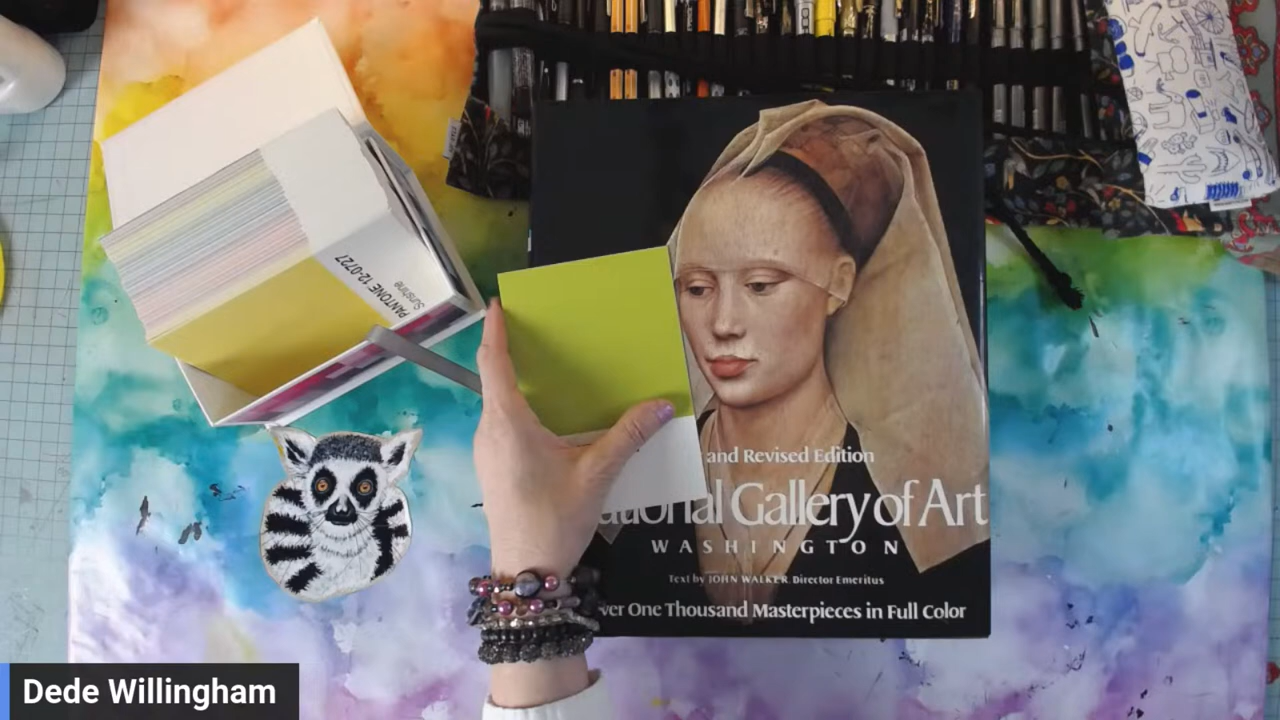 PANTONE 12-0727
Sunshine
and Revised Edition
ational Gallery of Art
WASHINGTON
Text by JOHN WALKER Director Emeritus
ver One Thousand Masterpieces in Full Color
Dede Willingham